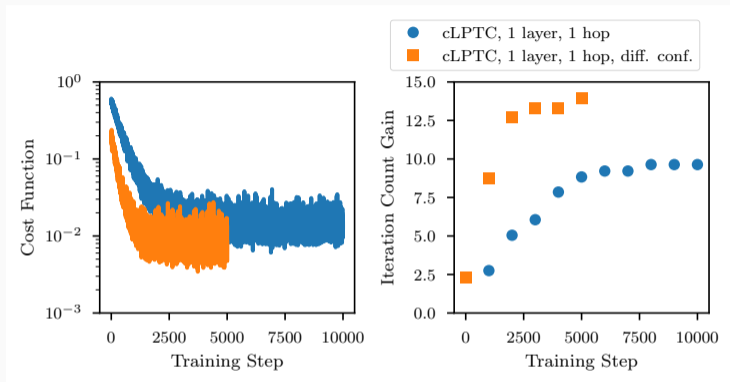 cLPTC, 1 layer, 1 hop
cLPTC, 1 layer, 1 hop, diff. conf.
Cost Function
10⁰
10⁻¹
10⁻²
10⁻³
0 2500 5000 7500 10000
Training Step
Iteration Count Gain
15.0
12.5
10.0
7.5
5.0
2.5
0.0
0 2500 5000 7500 10000
Training Step